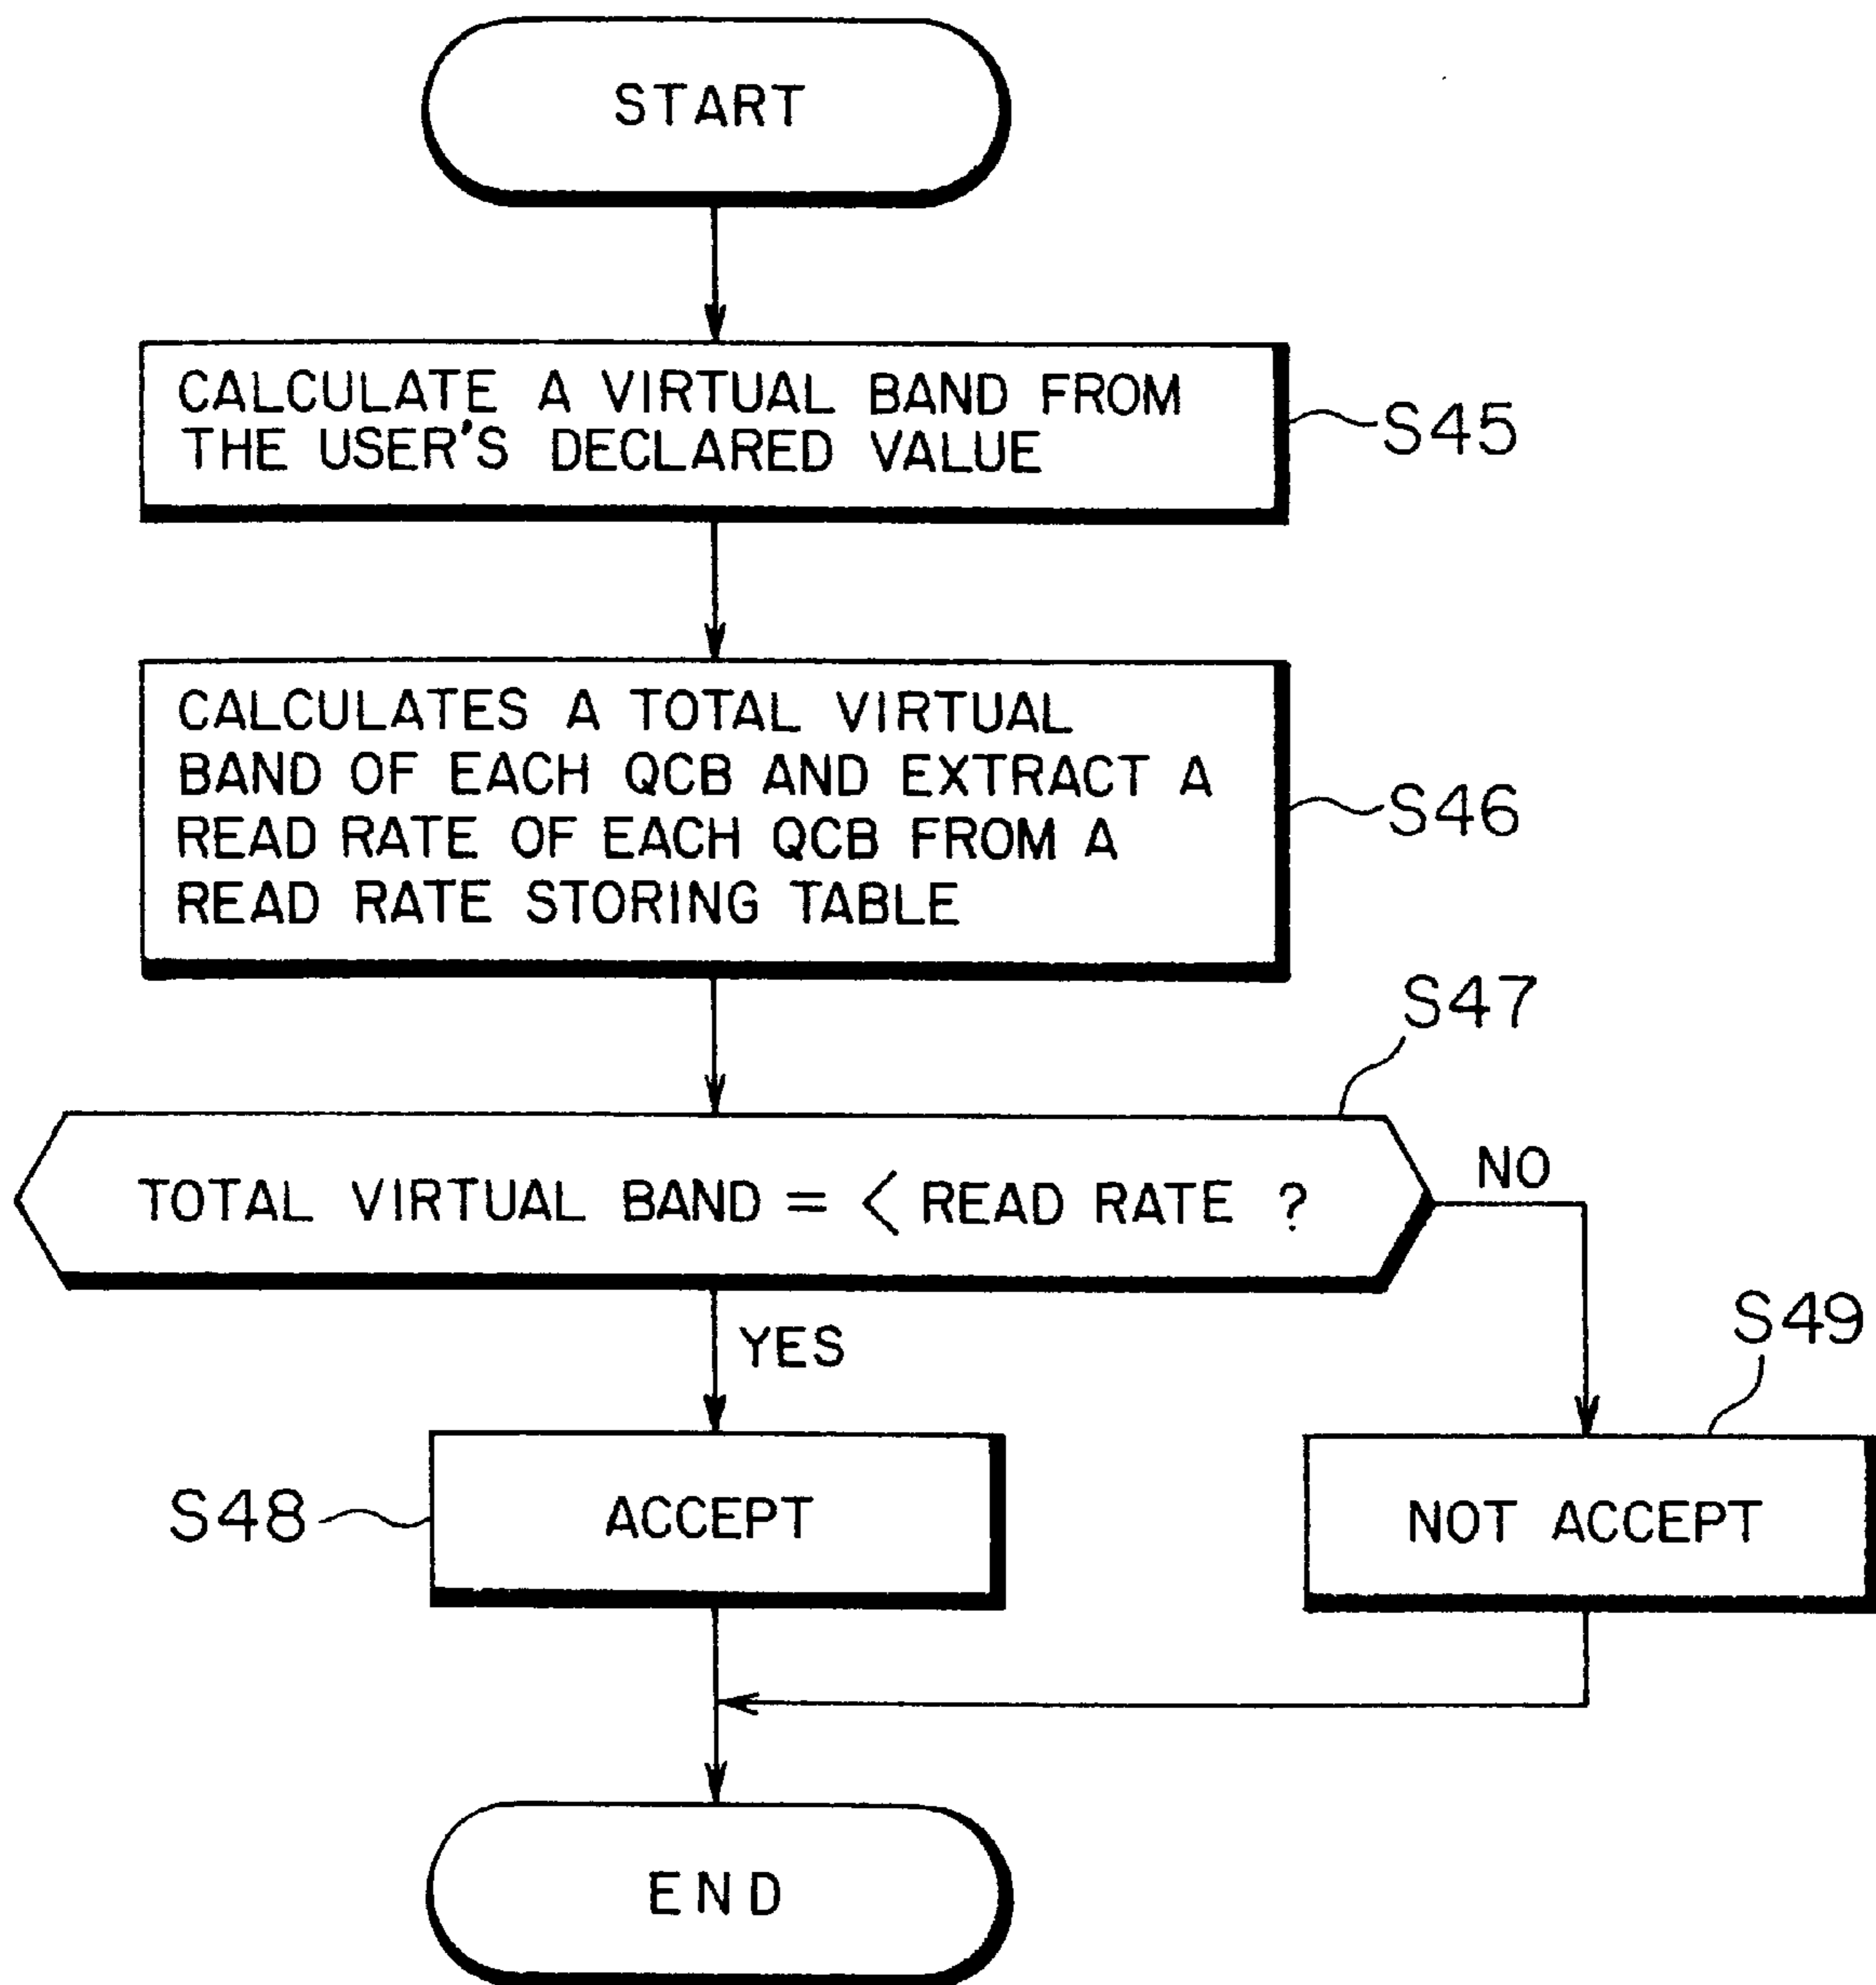 START
CALCULATE A VIRTUAL BAND FROM
THE USER'S DECLARED VALUE
S45
CALCULATES A TOTAL VIRTUAL
BAND OF EACH QCB AND EXTRACT A
READ RATE OF EACH QCB FROM A
READ RATE STORING TABLE
S46
S47
TOTAL VIRTUAL BAND = < READ RATE ?
NO
YES
S49
S48
ACCEPT
NOT ACCEPT
END